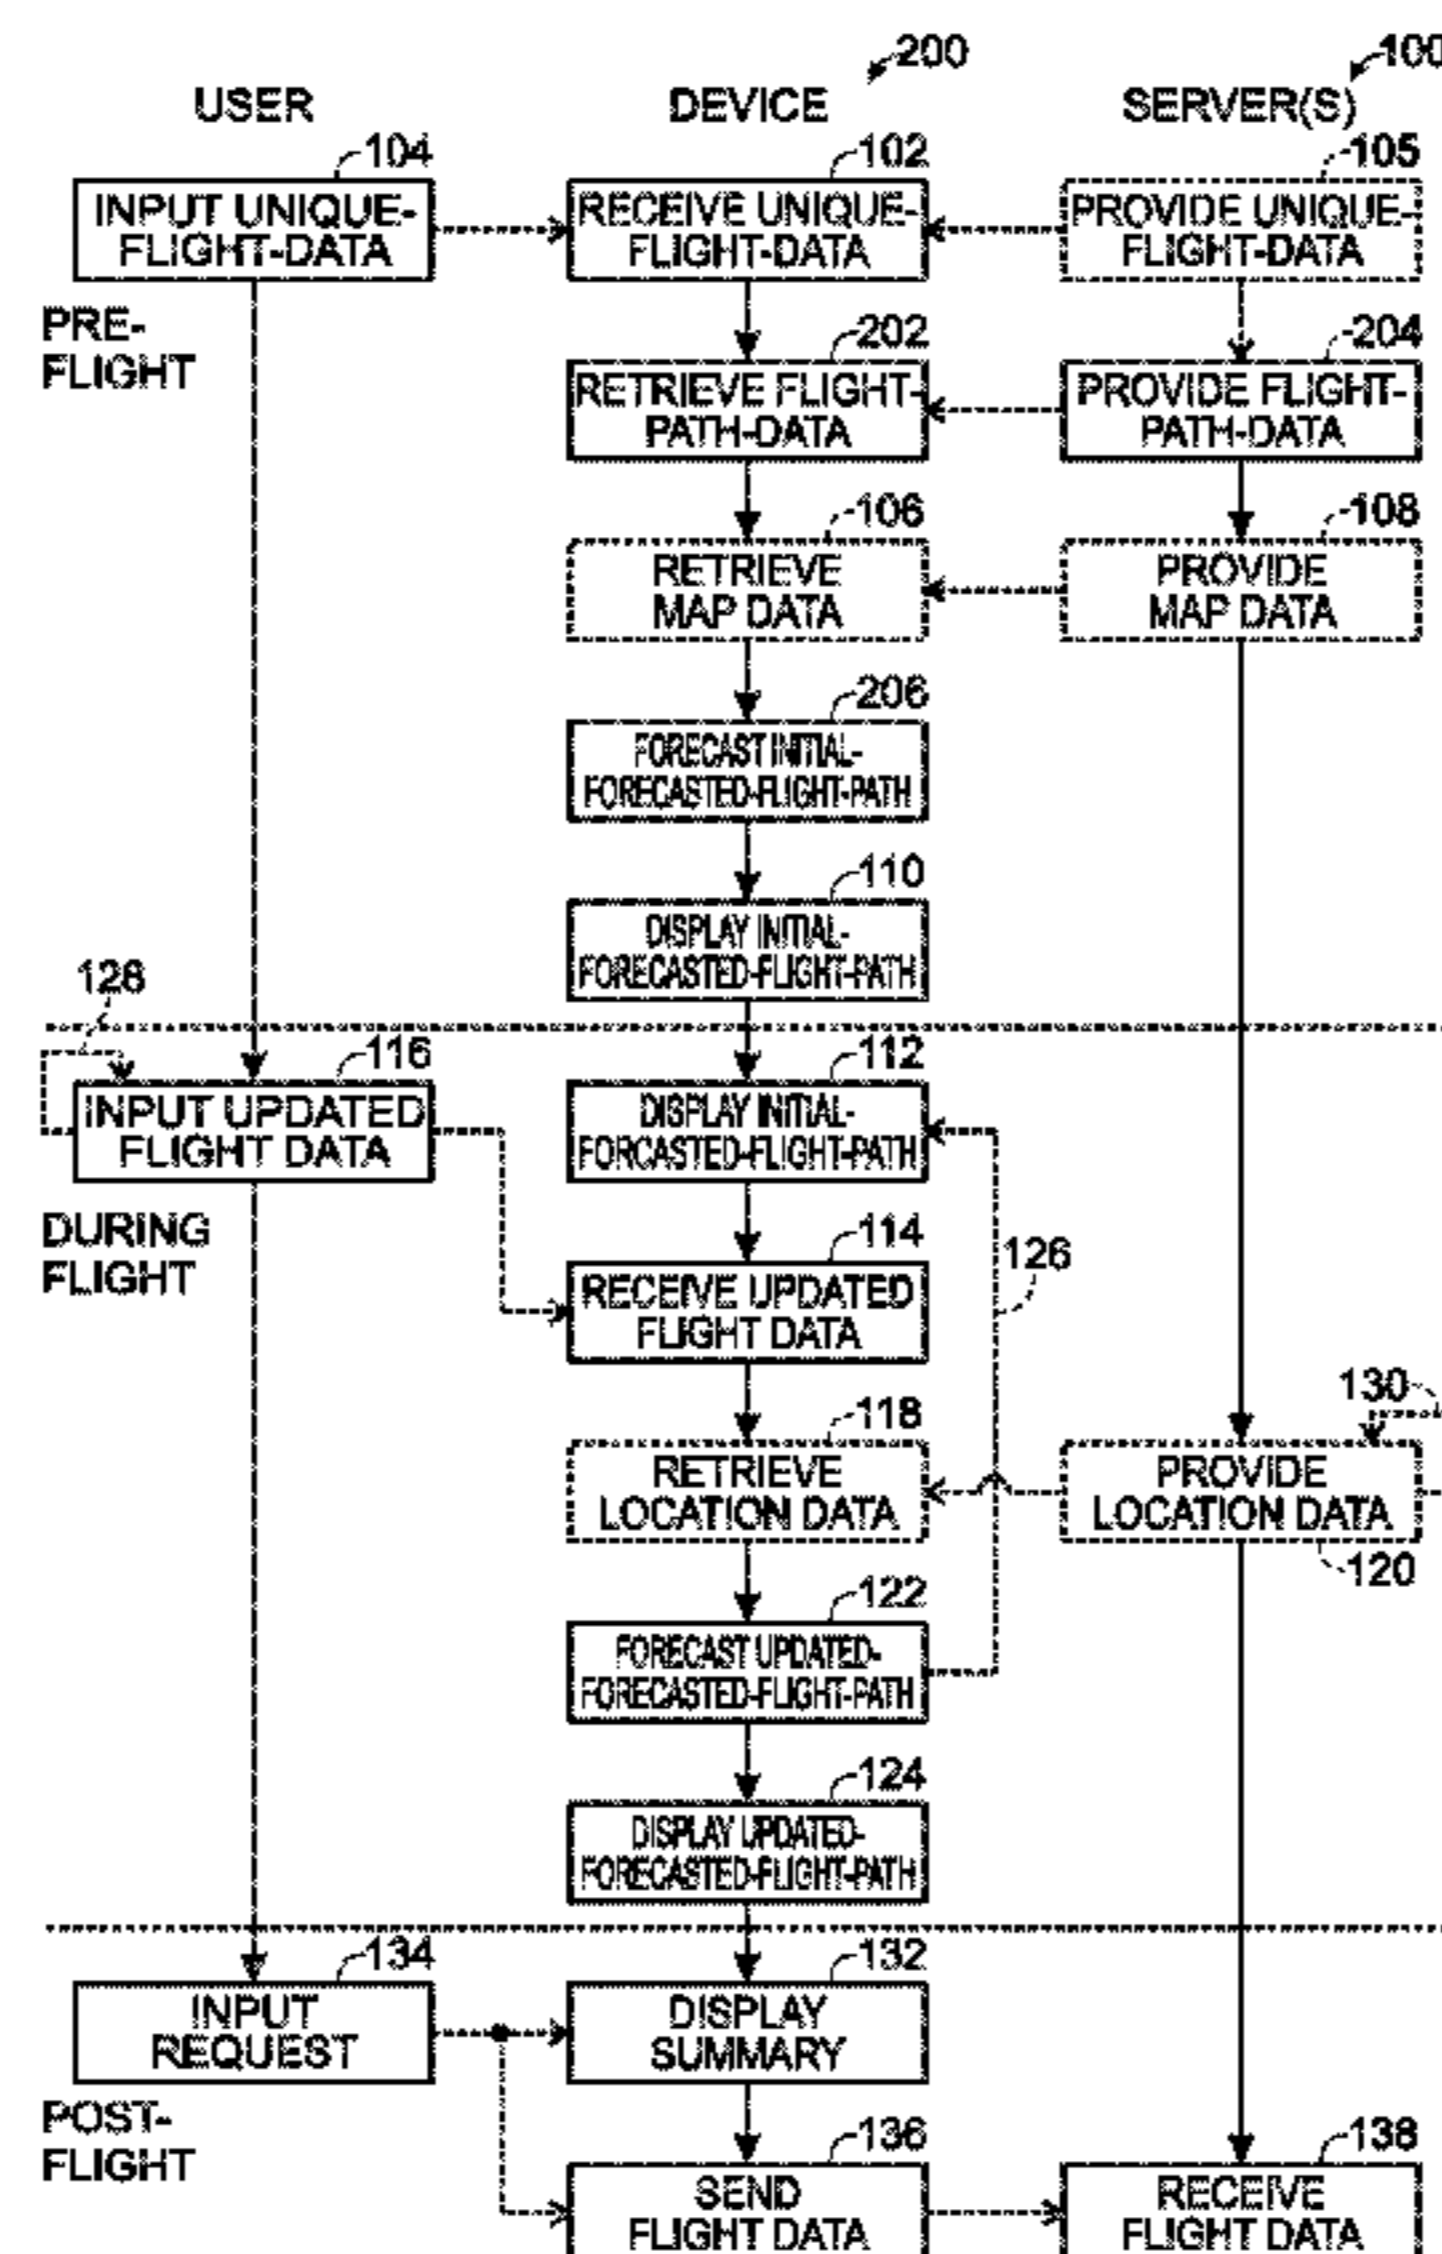 200
100
USER
DEVICE
SERVER(S)
104
102
105
INPUT UNIQUE-
FLIGHT-DATA
RECEIVE UNIQUE-
FLIGHT-DATA
PROVIDE UNIQUE-
FLIGHT-DATA
PRE-
FLIGHT
202
204
RETRIEVE FLIGHT-
PATH-DATA
PROVIDE FLIGHT-
PATH-DATA
106
108
RETRIEVE
MAP DATA
PROVIDE
MAP DATA
206
FORECAST INITIAL-
FORECASTED-FLIGHT-PATH
110
DISPLAY INITIAL-
FORECASTED-FLIGHT-PATH
128
116
112
INPUT UPDATED
FLIGHT DATA
DISPLAY INITIAL-
FORCASTED-FLIGHT-PATH
DURING
FLIGHT
114
126
RECEIVE UPDATED
FLIGHT DATA
130
118
RETRIEVE
LOCATION DATA
PROVIDE
LOCATION DATA
120
122
FORECAST UPDATED-
FORECASTED-FLIGHT-PATH
124
DISPLAY UPDATED-
FORECASTED-FLIGHT-PATH
134
132
INPUT
REQUEST
DISPLAY
SUMMARY
POST-
FLIGHT
136
138
SEND
FLIGHT DATA
RECEIVE
FLIGHT DATA